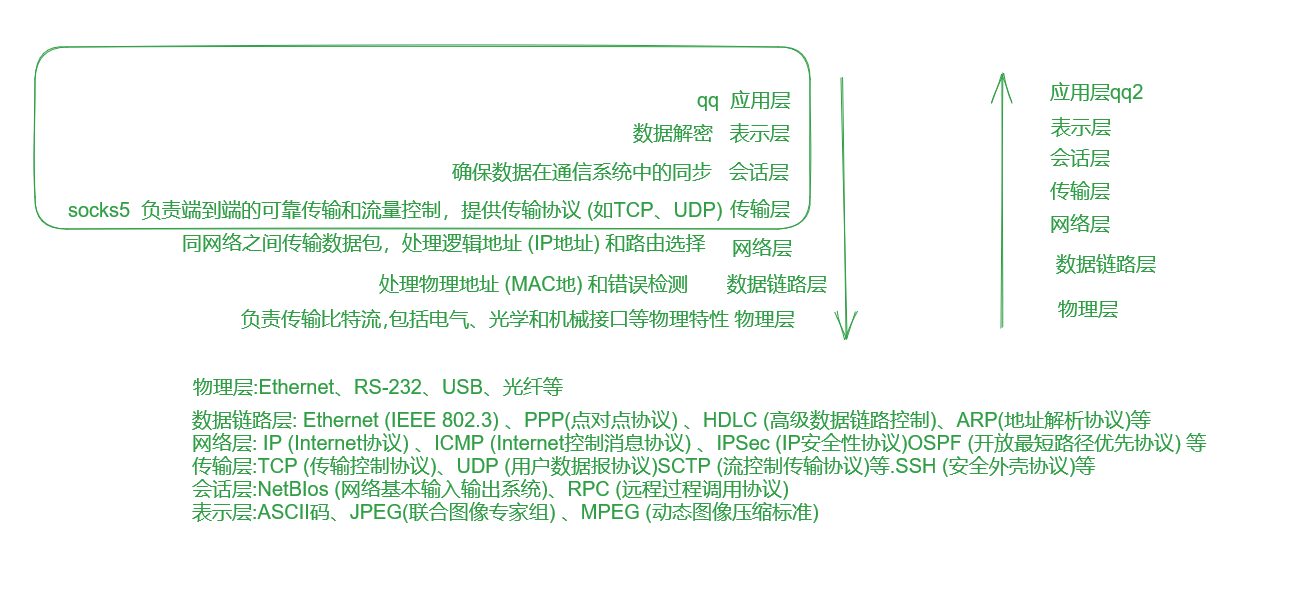 qq 应用层
数据解密 表示层
确保数据在通信系统中的同步 会话层
socks5 负责端到端的可靠传输和流量控制，提供传输协议 (如TCP、UDP) 传输层
同网络之间传输数据包，处理逻辑地址 (IP地址) 和路由选择 网络层
处理物理地址 (MAC地) 和错误检测 数据链路层
负责传输比特流,包括电气、光学和机械接口等物理特性 物理层
应用层qq2
表示层
会话层
传输层
网络层
数据链路层
物理层
物理层:Ethernet、RS-232、USB、光纤等
数据链路层: Ethernet (IEEE 802.3) 、PPP(点对点协议) 、HDLC (高级数据链路控制)、ARP(地址解析协议)等
网络层: IP (Internet协议) 、ICMP (Internet控制消息协议) 、IPSec (IP安全性协议)OSPF (开放最短路径优先协议) 等
传输层:TCP (传输控制协议)、UDP (用户数据报协议)SCTP (流控制传输协议)等.SSH (安全外壳协议)等
会话层:NetBIos (网络基本输入输出系统)、RPC (远程过程调用协议)
表示层:ASCII码、JPEG(联合图像专家组) 、MPEG (动态图像压缩标准)